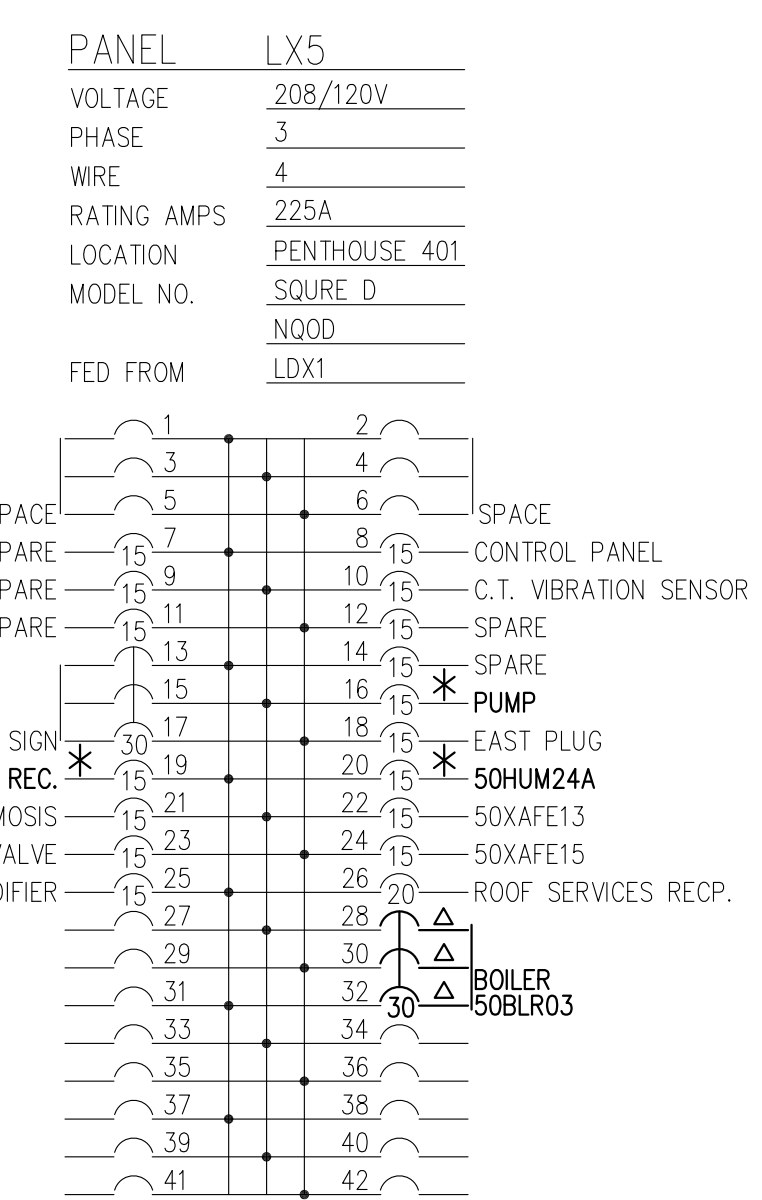 PANEL LX5
VOLTAGE 208/120V
PHASE 3
WIRE 4
RATING AMPS 225A
LOCATION PENTHOUSE 401
MODEL NO. SQURE D
NQOD
FED FROM LDX1
1 2
3 4
PACE 5 6 SPACE
PARE 15 7 8 15 CONTROL PANEL
PARE 15 9 10 15 C.T. VIBRATION SENSOR
PARE 15 11 12 15 SPARE
13 14 15 SPARE
15 16 15 * PUMP
SIGN 30 17 18 15 EAST PLUG
REC. * 15 19 20 15 * 50HUM24A
MOSIS 15 21 22 15 50XAFE13
VALVE 15 23 24 15 50XAFE15
DIFIER 15 25 26 20 ROOF SERVICES RECP.
27 28 △
29 30 △
BOILER
31 32 30 △ 50BLR03
33 34
35 36
37 38
39 40
41 42